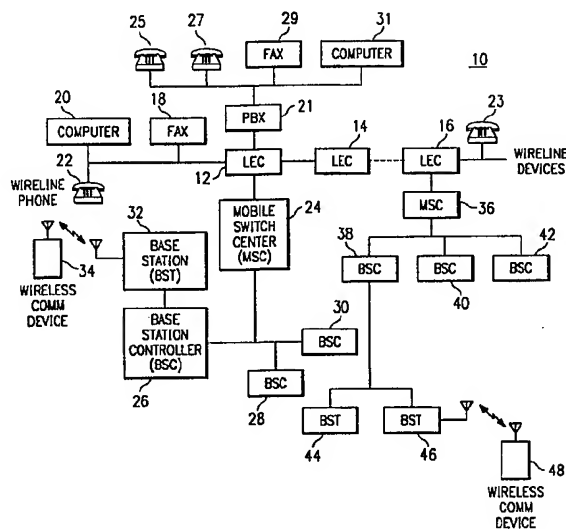 25
27
29
31
FAX
COMPUTER
10
20
18
21
23
COMPUTER
FAX
PBX
14
16
22
LEC
LEC
LEC
WIRELINE
DEVICES
WIRELINE
PHONE
12
24
MSC
36
32
MOBILE
SWITCH
CENTER
(MSC)
38
42
34
BASE
STATION
(BST)
BSC
BSC
BSC
40
WIRELESS
COMM
DEVICE
30
BASE
STATION
CONTROLLER
(BSC)
BSC
26
BSC
28
BST
BST
44
46
48
WIRELESS
COMM DEVICE